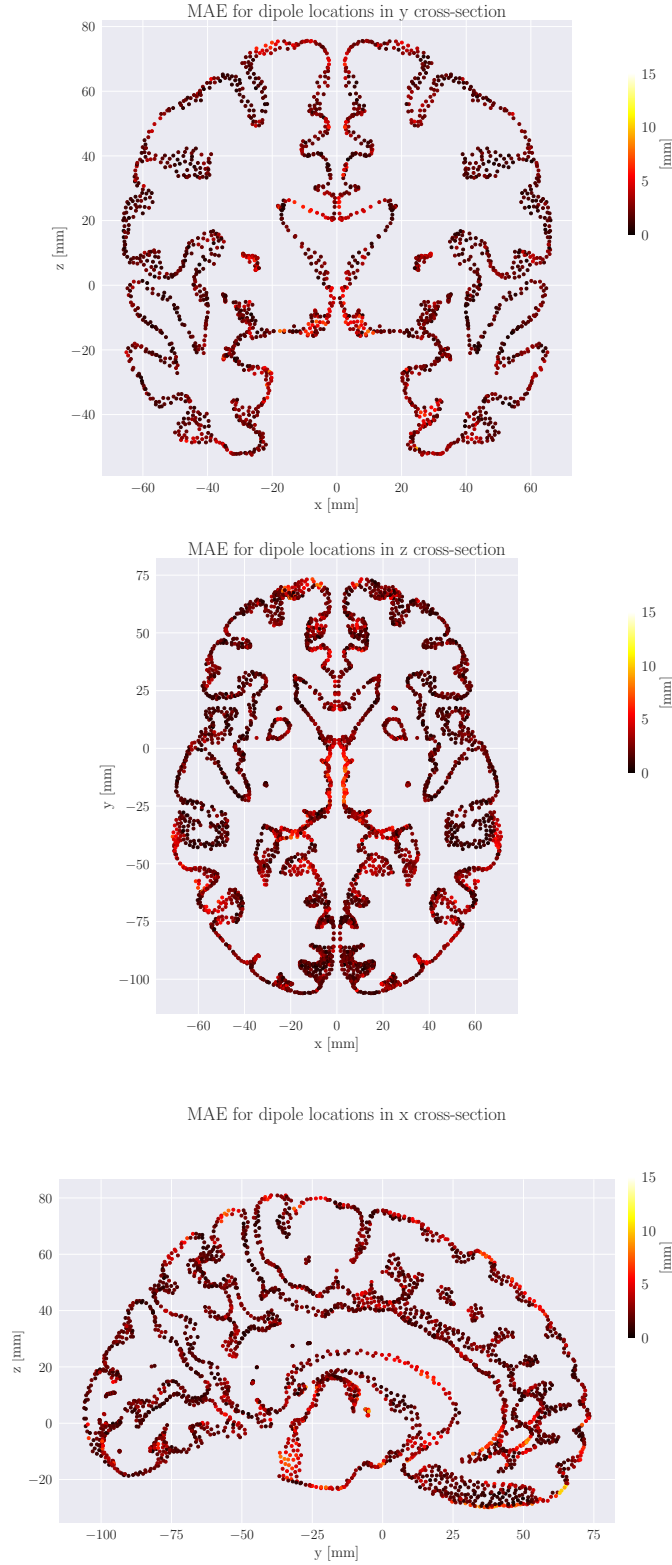 MAE for dipole locations in y cross-section
80
60
40
20
0
−20
−40
z [mm]
−60 −40 −20 0 20 40 60
x [mm]
15
10
5
0
[mm]
MAE for dipole locations in z cross-section
75
50
25
0
−25
−50
−75
−100
y [mm]
−60 −40 −20 0 20 40 60
x [mm]
15
10
5
0
[mm]
MAE for dipole locations in x cross-section
80
60
40
20
0
−20
z [mm]
−100 −75 −50 −25 0 25 50 75
y [mm]
15
10
5
0
[mm]